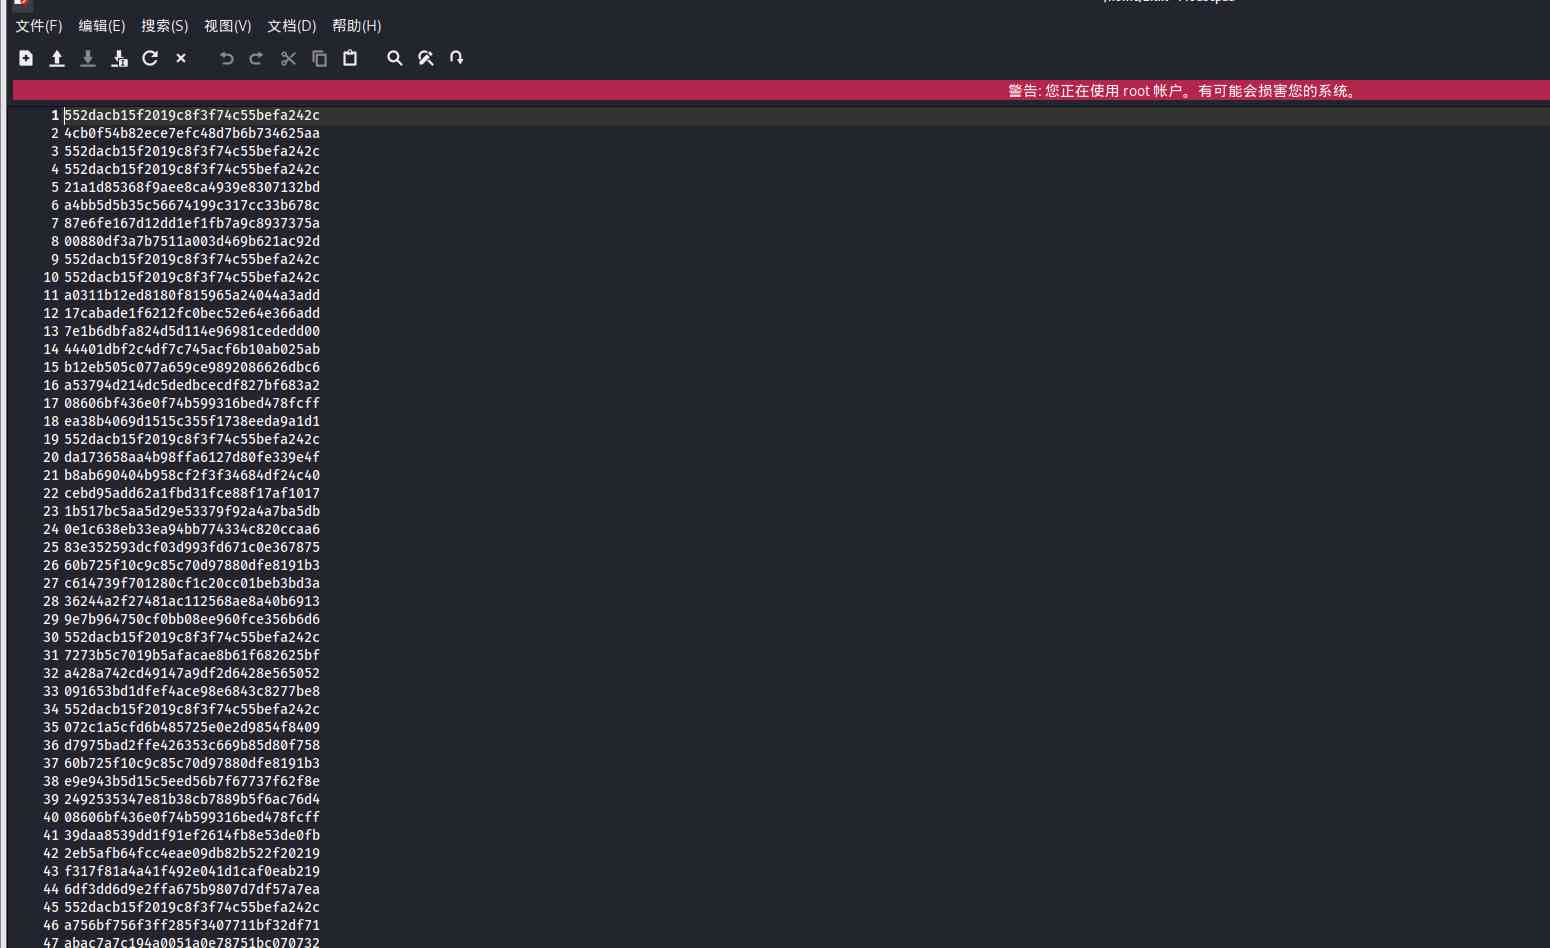 文件(F) 编辑(E) 搜索(S) 视图(V) 文档(D) 帮助(H)
警告: 您正在使用 root 帐户。有可能会损害您的系统。
1 552dacb15f2019c8f3f74c55befa242c
2 4cb0f54b82ece7efc48d7b6b734625aa
3 552dacb15f2019c8f3f74c55befa242c
4 552dacb15f2019c8f3f74c55befa242c
5 21a1d85368f9aee8ca4939e8307132bd
6 a4bb5d5b35c56674199c317cc33b678c
7 87e6fe167d12dd1ef1fb7a9c8937375a
8 00880df3a7b7511a003d469b621ac92d
9 552dacb15f2019c8f3f74c55befa242c
10 552dacb15f2019c8f3f74c55befa242c
11 a0311b12ed8180f815965a24044a3add
12 17cabade1f6212fc0bec52e64e366add
13 7e1b6dbfa824d5d114e96981cededd00
14 44401dbf2c4df7c745acf6b10ab025ab
15 b12eb505c077a659ce9892086626dbc6
16 a53794d214dc5dedbcecdf827bf683a2
17 08606bf436e0f74b599316bed478fcff
18 ea38b4069d1515c355f1738eeda9a1d1
19 552dacb15f2019c8f3f74c55befa242c
20 da173658aa4b98ffa6127d80fe339e4f
21 b8ab690404b958cf2f3f34684df24c40
22 cebd95add62a1fbd31fce88f17af1017
23 1b517bc5aa5d29e53379f92a4a7ba5db
24 0e1c638eb33ea94bb774334c820ccaa6
25 83e352593dcf03d993fd671c0e367875
26 60b725f10c9c85c70d97880dfe8191b3
27 c614739f701280cf1c20cc01beb3bd3a
28 36244a2f27481ac112568ae8a40b6913
29 9e7b964750cf0bb08ee960fce356b6d6
30 552dacb15f2019c8f3f74c55befa242c
31 7273b5c7019b5afacae8b61f682625bf
32 a428a742cd49147a9df2d6428e565052
33 091653bd1dfef4ace98e6843c8277be8
34 552dacb15f2019c8f3f74c55befa242c
35 072c1a5cfd6b485725e0e2d9854f8409
36 d7975bad2ffe426353c669b85d80f758
37 60b725f10c9c85c70d97880dfe8191b3
38 e9e943b5d15c5eed56b7f67737f62f8e
39 2492535347e81b38cb7889b5f6ac76d4
40 08606bf436e0f74b599316bed478fcff
41 39daa8539dd1f91ef2614fb8e53de0fb
42 2eb5afb64fcc4eae09db82b522f20219
43 f317f81a4a41f492e041d1caf0eab219
44 6df3dd6d9e2ffa675b9807d7df57a7ea
45 552dacb15f2019c8f3f74c55befa242c
46 a756bf756f3ff285f3407711bf32df71
47 abac7a7c194a0051a0e78751bc070732